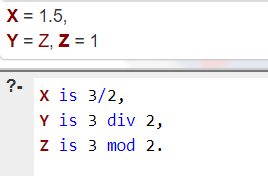 X = 1.5,
Y = Z, Z = 1
?- X is 3/2,
Y is 3 div 2,
Z is 3 mod 2.